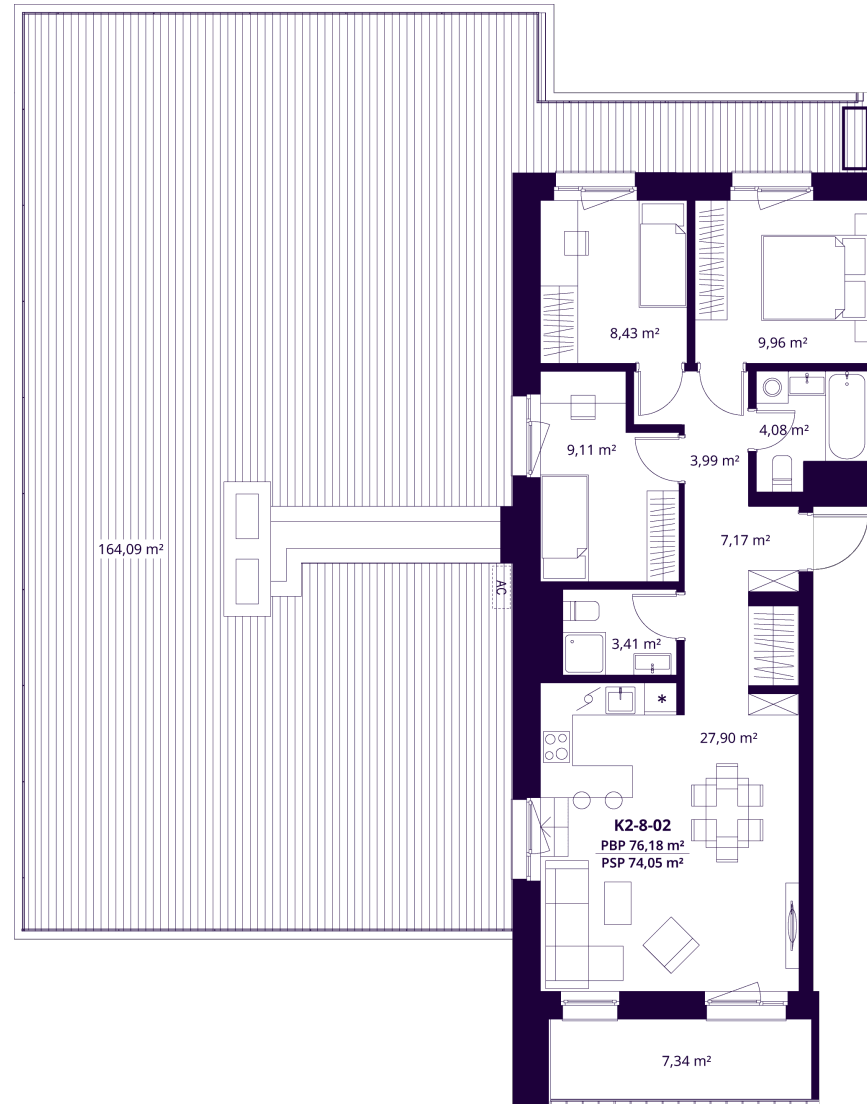 8,43 m²
9,96 m²
4,08 m²
9,11 m²
3,99 m²
7,17 m²
164,09 m²
AC
3,41 m²
*
27,90 m²
K2-8-02
PBP 76,18 m²
PSP 74,05 m²
7,34 m²